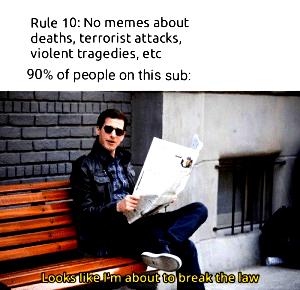 Rule 10: No memes about
deaths, terrorist attacks,
violent tragedies, etc
90% of people on this sub:
Looks like I'm about to break the law